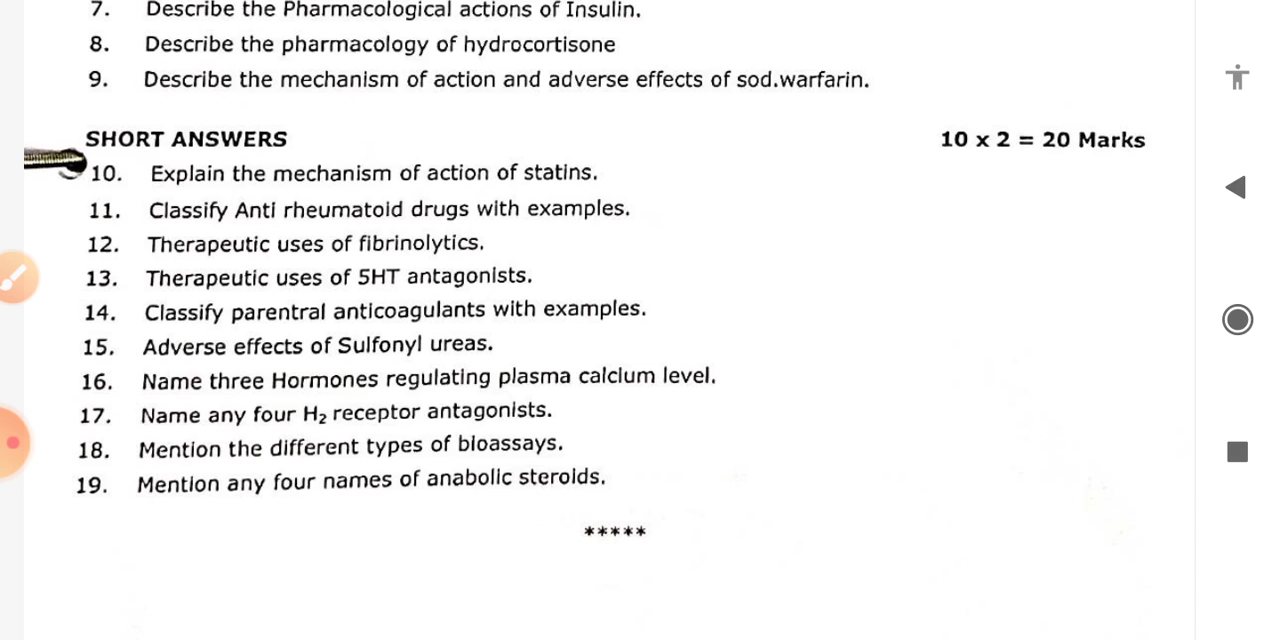 7. Describe the Pharmacological actions of Insulin.
8. Describe the pharmacology of hydrocortisone
9. Describe the mechanism of action and adverse effects of sod.warfarin.
SHORT ANSWERS 10 x 2 = 20 Marks
10. Explain the mechanism of action of statins.
11. Classify Anti rheumatoid drugs with examples.
12. Therapeutic uses of fibrinolytics.
13. Therapeutic uses of 5HT antagonists.
14. Classify parentral anticoagulants with examples.
15. Adverse effects of Sulfonyl ureas.
16. Name three Hormones regulating plasma calcium level.
17. Name any four H₂ receptor antagonists.
18. Mention the different types of bioassays.
19. Mention any four names of anabolic steroids.
*****